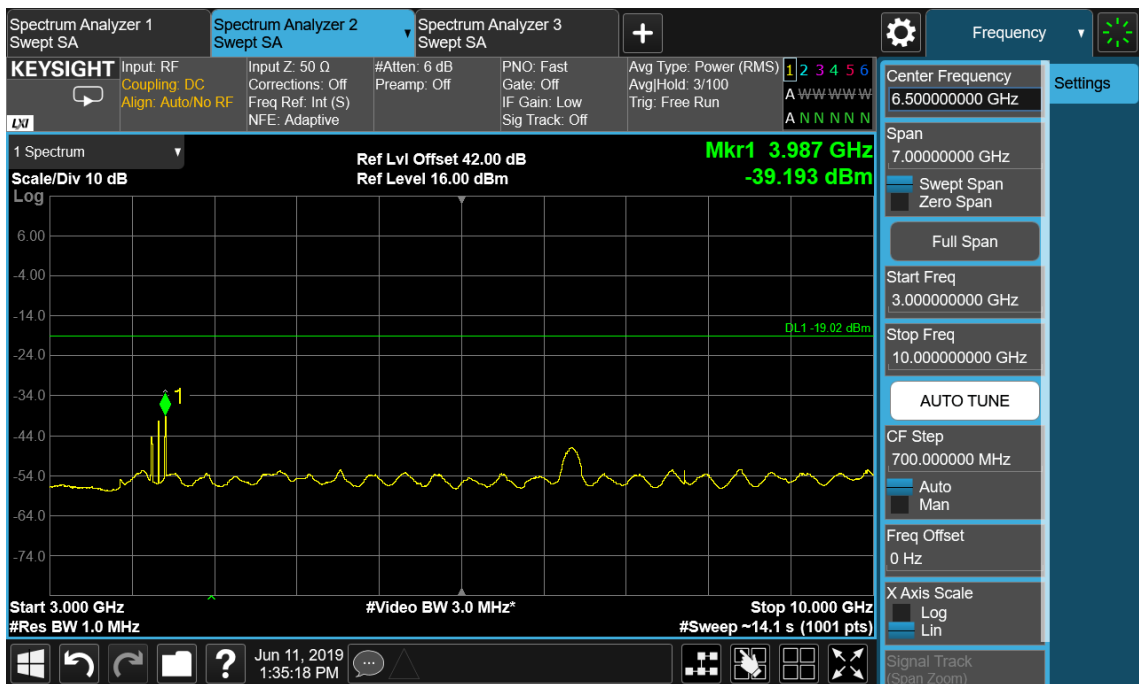 Spectrum Analyzer 1
Swept SA
Spectrum Analyzer 2
Swept SA
Spectrum Analyzer 3
Swept SA
Frequency
KEYSIGHT
LXI
Input: RF
Coupling: DC
Align: Auto/No RF
Input Z: 50 Ω
Corrections: Off
Freq Ref: Int (S)
NFE: Adaptive
#Atten: 6 dB
Preamp: Off
PNO: Fast
Gate: Off
IF Gain: Low
Sig Track: Off
Avg Type: Power (RMS)
Avg|Hold: 3/100
Trig: Free Run
1 2 3 4 5 6
A W W W W W
A N N N N N
1 Spectrum
Scale/Div 10 dB
Log
Ref Lvl Offset 42.00 dB
Ref Level 16.00 dBm
Mkr1 3.987 GHz
-39.193 dBm
6.00
-4.00
-14.0
DL1 -19.02 dBm
-24.0
-34.0
1
-44.0
-54.0
-64.0
-74.0
Start 3.000 GHz
#Res BW 1.0 MHz
#Video BW 3.0 MHz*
Stop 10.000 GHz
#Sweep ~14.1 s (1001 pts)
Center Frequency
6.500000000 GHz
Span
7.00000000 GHz
Swept Span
Zero Span
Full Span
Start Freq
3.000000000 GHz
Stop Freq
10.000000000 GHz
AUTO TUNE
CF Step
700.000000 MHz
Auto
Man
Freq Offset
0 Hz
X Axis Scale
Log
Lin
Signal Track
(Span Zoom)
Settings
?
Jun 11, 2019
1:35:18 PM